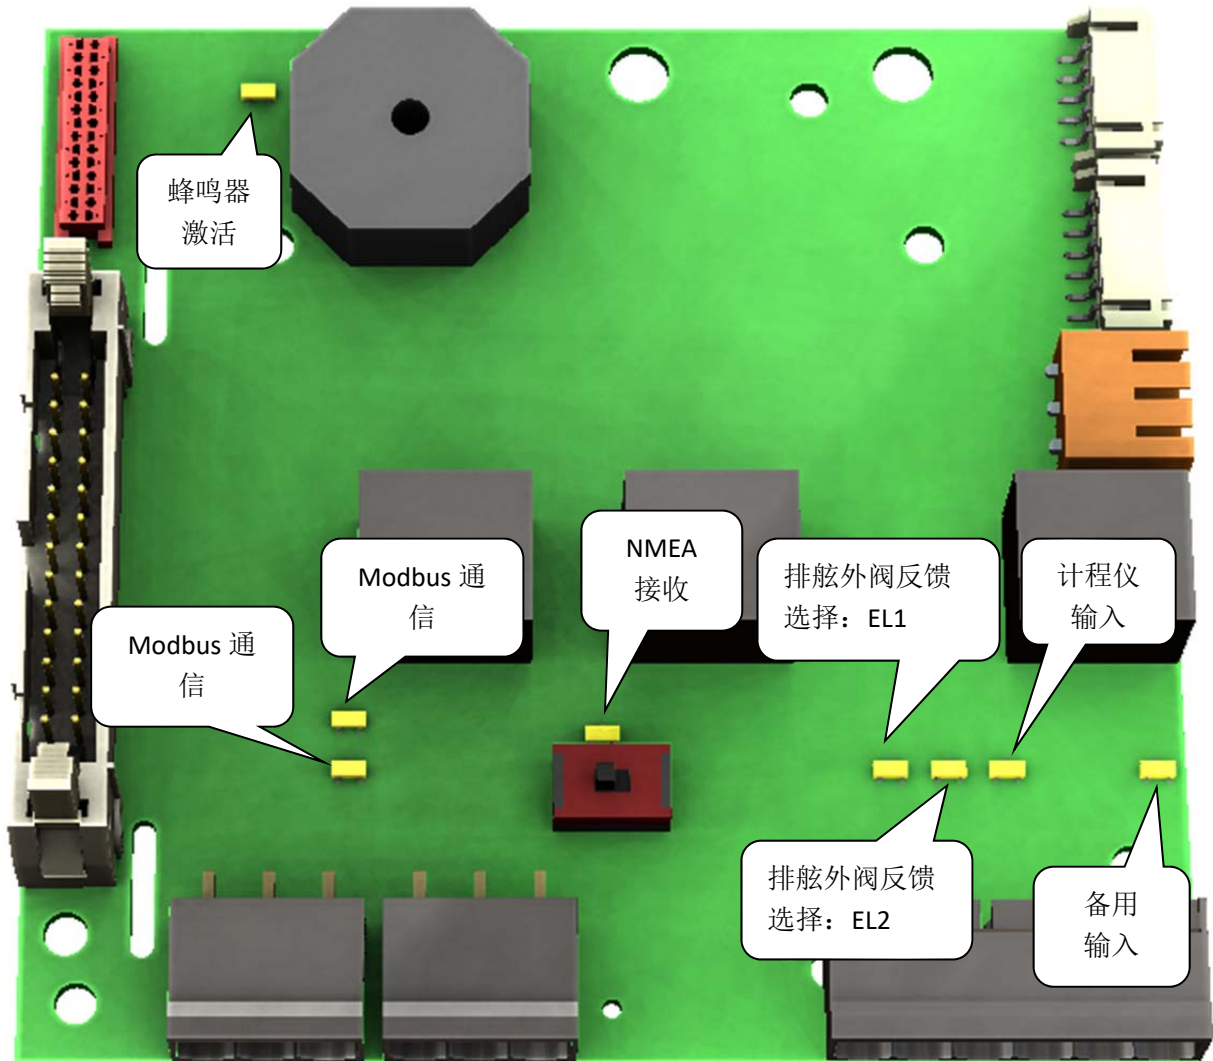 蜂鸣器
激活
NMEA
接收
Modbus 通
信
排舷外阀反馈
选择：EL1
计程仪
输入
Modbus 通
信
排舷外阀反馈
选择：EL2
备用
输入